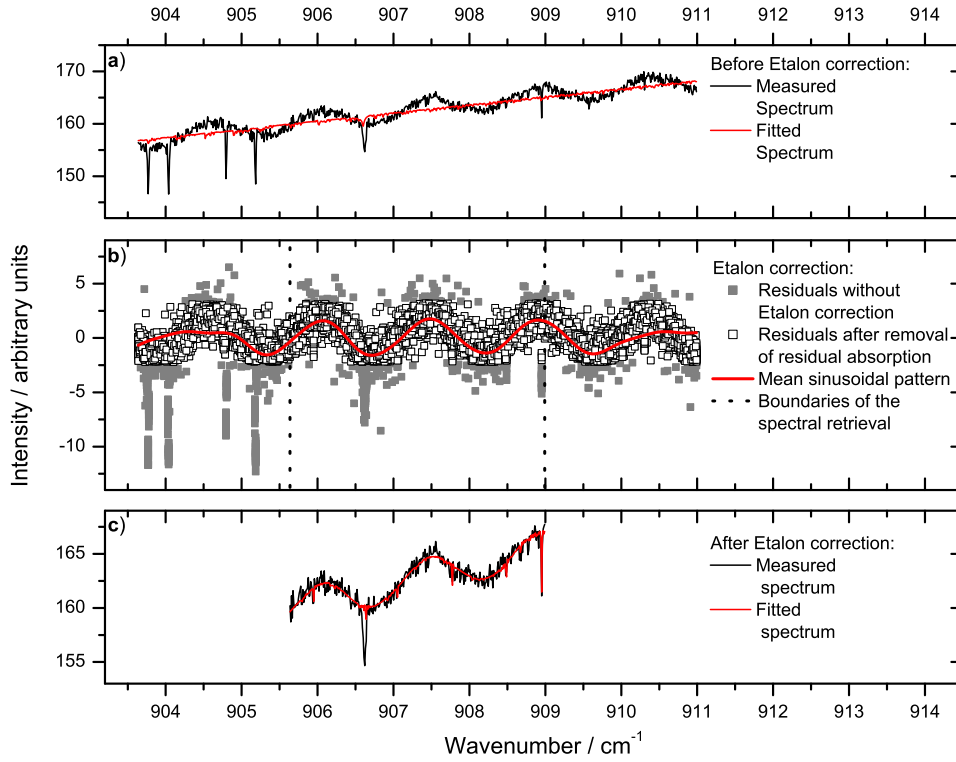 904 905 906 907 908 909 910 911 912 913 914
a)
170
160
150
Before Etalon correction:
Measured
Spectrum
Fitted
Spectrum
b)
5
0
-5
-10
Etalon correction:
Residuals without
Etalon correction
Residuals after removal
of residual absorption
Mean sinusoidal pattern
Boundaries of the
spectral retrieval
Intensity / arbitrary units
c)
165
160
155
After Etalon correction:
Measured
spectrum
Fitted
spectrum
904 905 906 907 908 909 910 911 912 913 914
Wavenumber / cm⁻¹